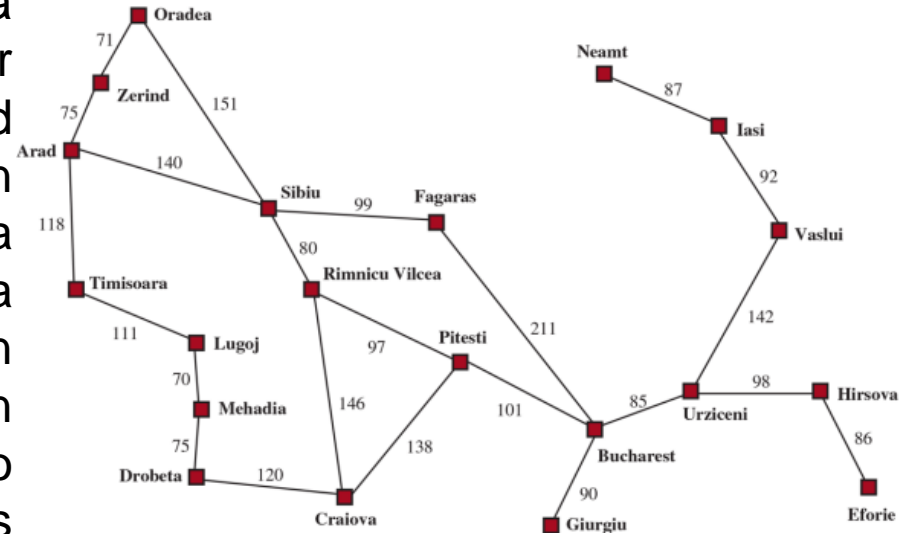 Oradea
71
Neamt
87
Zerind
151
75
Iasi
Arad
140
92
Sibiu
99
Fagaras
118
80
Vaslui
Rimnicu Vilcea
Timisoara
142
211
111
Lugoj
97
Pitesti
70
98
Hirsova
146
85
Mehadia
101
Urziceni
75
138
86
Bucharest
Drobeta
120
90
Craiova
Eforie
Giurgiu